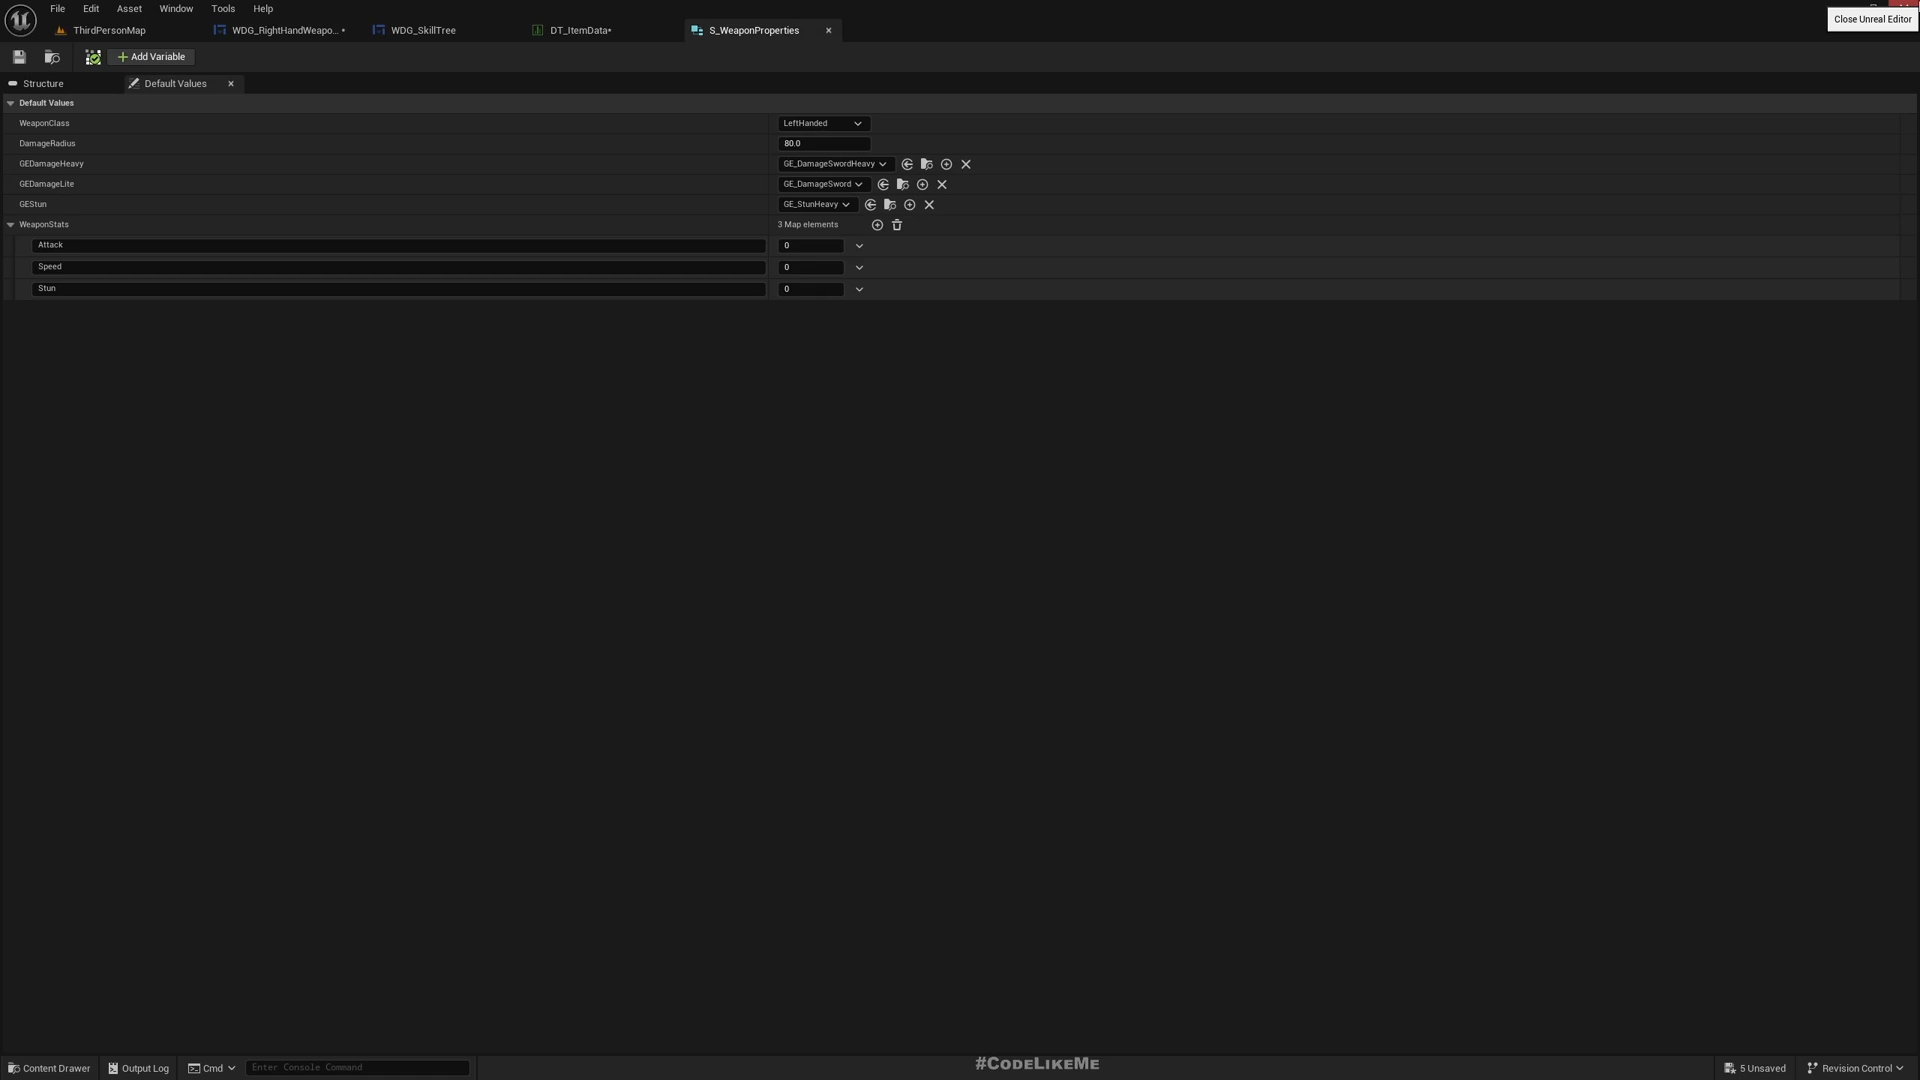 File Edit Asset Window Tools Help
Close Unreal Editor
ThirdPersonMap WDG_RightHandWeapo...• WDG_SkillTree DT_ItemData• S_WeaponProperties
Add Variable
Structure Default Values
Default Values
WeaponClass LeftHanded
DamageRadius 80.0
GEDamageHeavy GE_DamageSwordHeavy
GEDamageLite GE_DamageSword
GEStun GE_StunHeavy
WeaponStats 3 Map elements
Attack 0
Speed 0
Stun 0
Content Drawer Output Log Cmd Enter Console Command #CodeLikeMe 5 Unsaved Revision Control